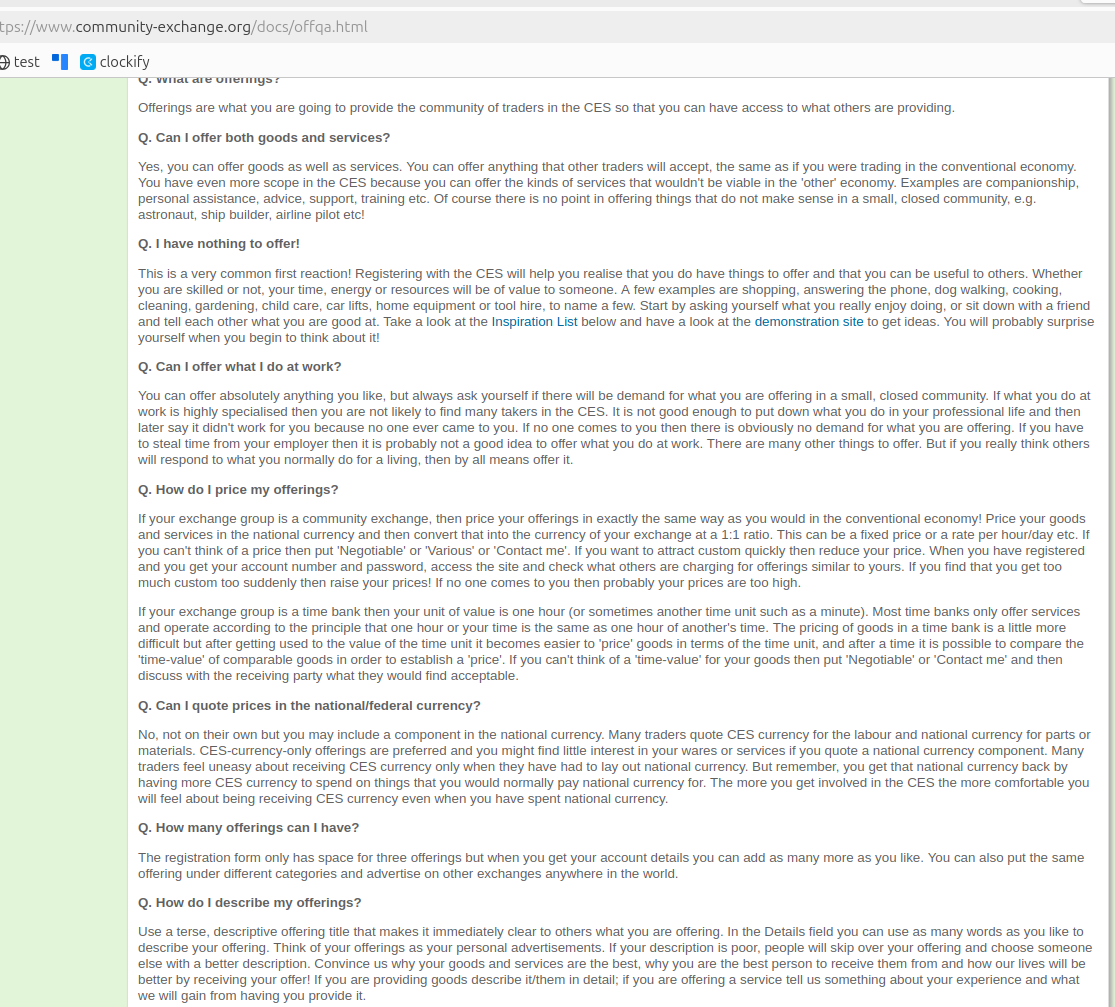 tps://www.community-exchange.org/docs/offqa.html
test clockify
Q. What are offerings?
Offerings are what you are going to provide the community of traders in the CES so that you can have access to what others are providing.
Q. Can I offer both goods and services?
Yes, you can offer goods as well as services. You can offer anything that other traders will accept, the same as if you were trading in the conventional economy.
You have even more scope in the CES because you can offer the kinds of services that wouldn't be viable in the 'other' economy. Examples are companionship,
personal assistance, advice, support, training etc. Of course there is no point in offering things that do not make sense in a small, closed community, e.g.
astronaut, ship builder, airline pilot etc!
Q. I have nothing to offer!
This is a very common first reaction! Registering with the CES will help you realise that you do have things to offer and that you can be useful to others. Whether
you are skilled or not, your time, energy or resources will be of value to someone. A few examples are shopping, answering the phone, dog walking, cooking,
cleaning, gardening, child care, car lifts, home equipment or tool hire, to name a few. Start by asking yourself what you really enjoy doing, or sit down with a friend
and tell each other what you are good at. Take a look at the Inspiration List below and have a look at the demonstration site to get ideas. You will probably surprise
yourself when you begin to think about it!
Q. Can I offer what I do at work?
You can offer absolutely anything you like, but always ask yourself if there will be demand for what you are offering in a small, closed community. If what you do at
work is highly specialised then you are not likely to find many takers in the CES. It is not good enough to put down what you do in your professional life and then
later say it didn't work for you because no one ever came to you. If no one comes to you then there is obviously no demand for what you are offering. If you have
to steal time from your employer then it is probably not a good idea to offer what you do at work. There are many other things to offer. But if you really think others
will respond to what you normally do for a living, then by all means offer it.
Q. How do I price my offerings?
If your exchange group is a community exchange, then price your offerings in exactly the same way as you would in the conventional economy! Price your goods
and services in the national currency and then convert that into the currency of your exchange at a 1:1 ratio. This can be a fixed price or a rate per hour/day etc. If
you can't think of a price then put 'Negotiable' or 'Various' or 'Contact me'. If you want to attract custom quickly then reduce your price. When you have registered
and you get your account number and password, access the site and check what others are charging for offerings similar to yours. If you find that you get too
much custom too suddenly then raise your prices! If no one comes to you then probably your prices are too high.
If your exchange group is a time bank then your unit of value is one hour (or sometimes another time unit such as a minute). Most time banks only offer services
and operate according to the principle that one hour or your time is the same as one hour of another's time. The pricing of goods in a time bank is a little more
difficult but after getting used to the value of the time unit it becomes easier to 'price' goods in terms of the time unit, and after a time it is possible to compare the
'time-value' of comparable goods in order to establish a 'price'. If you can't think of a 'time-value' for your goods then put 'Negotiable' or 'Contact me' and then
discuss with the receiving party what they would find acceptable.
Q. Can I quote prices in the national/federal currency?
No, not on their own but you may include a component in the national currency. Many traders quote CES currency for the labour and national currency for parts or
materials. CES-currency-only offerings are preferred and you might find little interest in your wares or services if you quote a national currency component. Many
traders feel uneasy about receiving CES currency only when they have had to lay out national currency. But remember, you get that national currency back by
having more CES currency to spend on things that you would normally pay national currency for. The more you get involved in the CES the more comfortable you
will feel about being receiving CES currency even when you have spent national currency.
Q. How many offerings can I have?
The registration form only has space for three offerings but when you get your account details you can add as many more as you like. You can also put the same
offering under different categories and advertise on other exchanges anywhere in the world.
Q. How do I describe my offerings?
Use a terse, descriptive offering title that makes it immediately clear to others what you are offering. In the Details field you can use as many words as you like to
describe your offering. Think of your offerings as your personal advertisements. If your description is poor, people will skip over your offering and choose someone
else with a better description. Convince us why your goods and services are the best, why you are the best person to receive them from and how our lives will be
better by receiving your offer! If you are providing goods describe it/them in detail; if you are offering a service tell us something about your experience and what
we will gain from having you provide it.